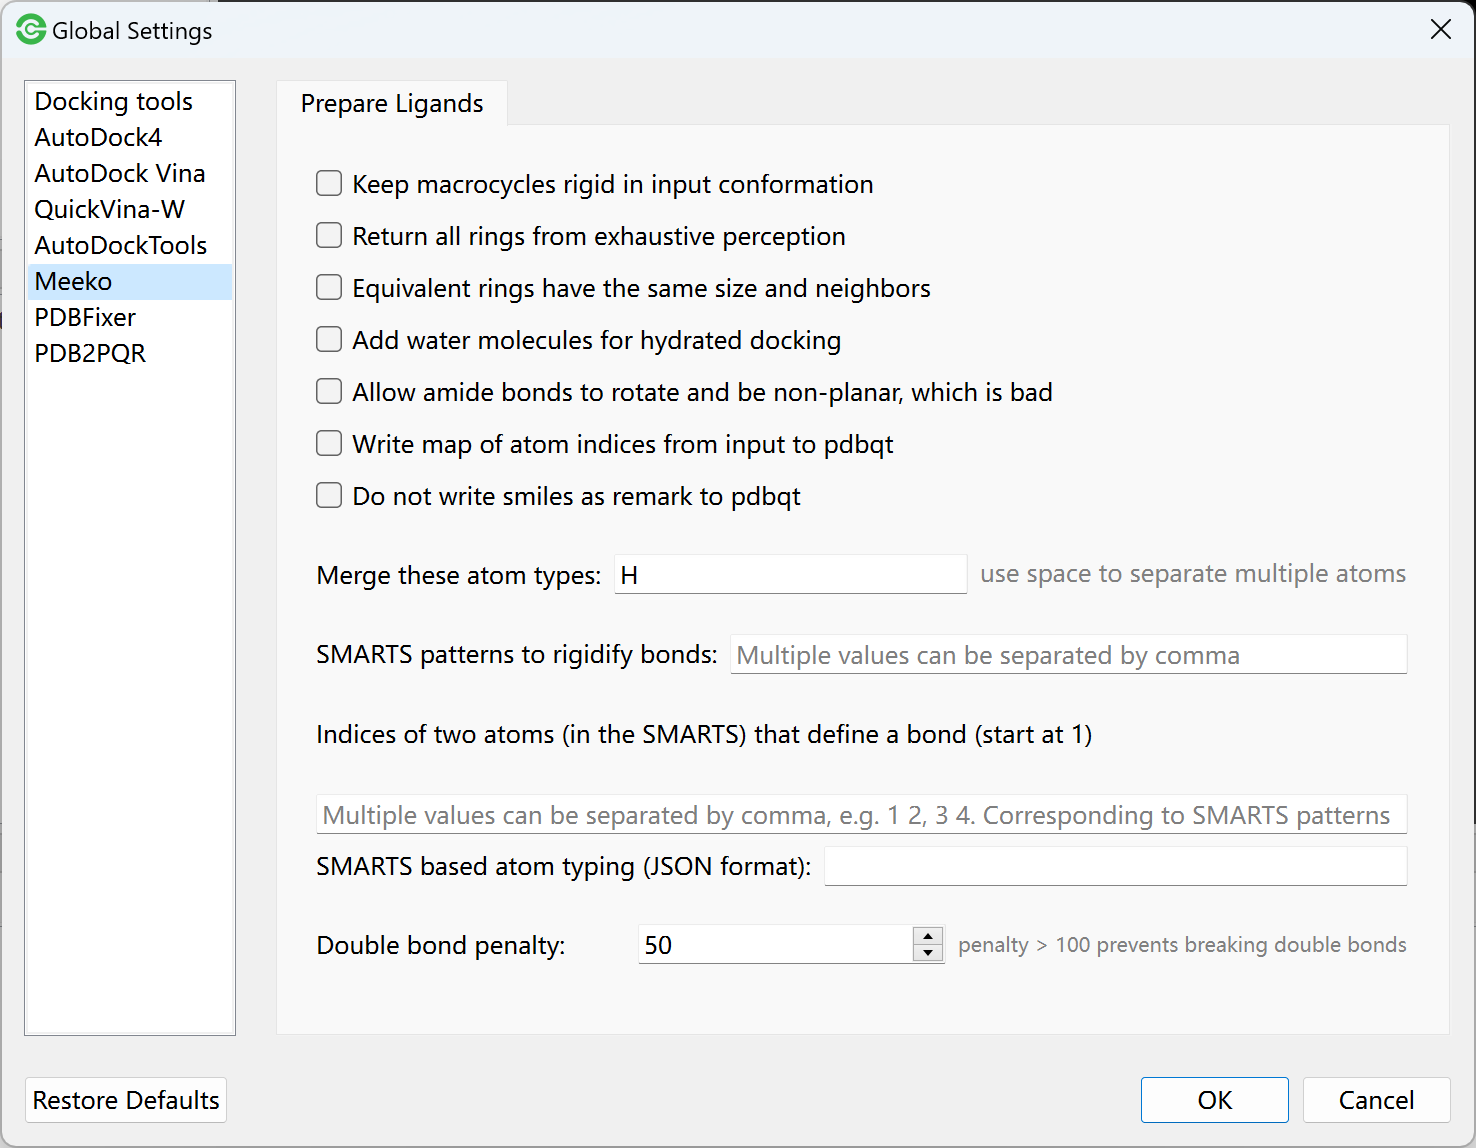 Global Settings
Docking tools
AutoDock4
AutoDock Vina
QuickVina-W
AutoDockTools
Meeko
PDBFixer
PDB2PQR
Prepare Ligands
Keep macrocycles rigid in input conformation
Return all rings from exhaustive perception
Equivalent rings have the same size and neighbors
Add water molecules for hydrated docking
Allow amide bonds to rotate and be non-planar, which is bad
Write map of atom indices from input to pdbqt
Do not write smiles as remark to pdbqt
Merge these atom types: H use space to separate multiple atoms
SMARTS patterns to rigidify bonds: Multiple values can be separated by comma
Indices of two atoms (in the SMARTS) that define a bond (start at 1)
Multiple values can be separated by comma, e.g. 1 2, 3 4. Corresponding to SMARTS patterns
SMARTS based atom typing (JSON format):
Double bond penalty: 50 penalty > 100 prevents breaking double bonds
Restore Defaults
OK
Cancel